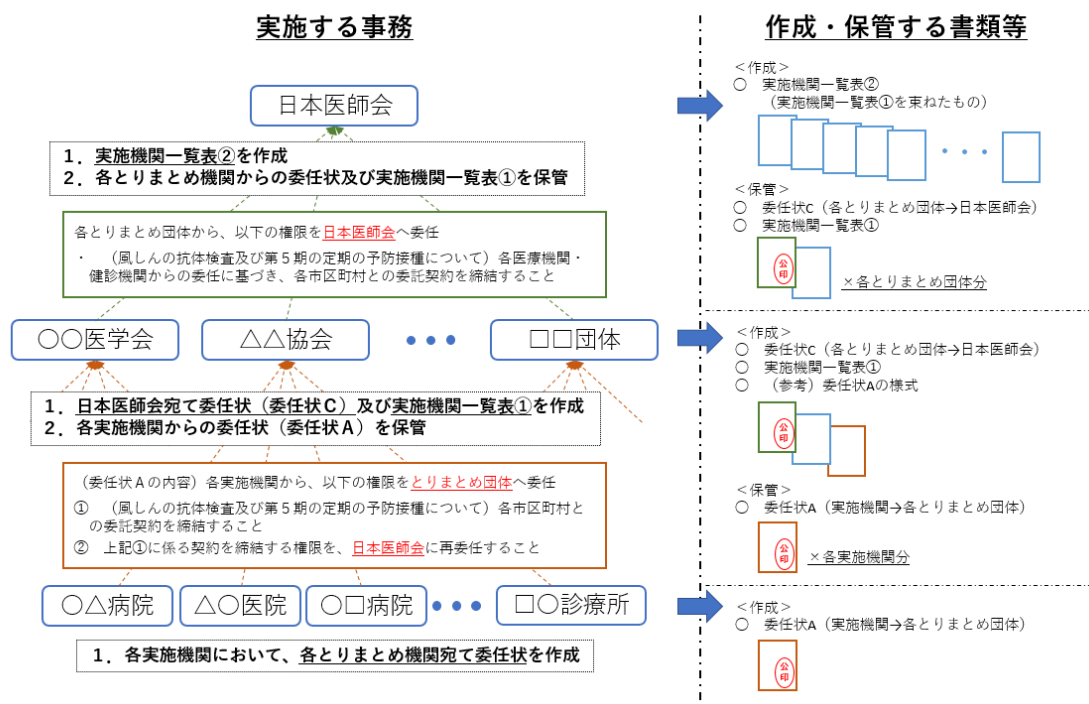 実施する事務
日本医師会
1．実施機関一覧表②を作成
2．各とりまとめ機関からの委任状及び実施機関一覧表①を保管
各とりまとめ団体から、以下の権限を日本医師会へ委任
・　（風しんの抗体検査及び第５期の定期の予防接種について）各医療機関・
健診機関からの委任に基づき、各市区町村との委託契約を締結すること
〇〇医学会
△△協会
●●●
□□団体
1．日本医師会宛て委任状（委任状Ｃ）及び実施機関一覧表①を作成
2．各実施機関からの委任状（委任状Ａ）を保管
（委任状Ａの内容）各実施機関から、以下の権限をとりまとめ団体へ委任
①　（風しんの抗体検査及び第５期の定期の予防接種について）各市区町村と
の委託契約を締結すること
②　上記①に係る契約を締結する権限を、日本医師会に再委任すること
〇△病院
△〇医院
〇□病院
●●●
□〇診療所
1．各実施機関において、各とりまとめ機関宛て委任状を作成
作成・保管する書類等
＜作成＞
〇　実施機関一覧表②
（実施機関一覧表①を束ねたもの）
・・・
＜保管＞
〇　委任状C（各とりまとめ団体→日本医師会）
〇　実施機関一覧表①
公
印
×各とりまとめ団体分
＜作成＞
〇　委任状C（各とりまとめ団体→日本医師会）
〇　実施機関一覧表①
〇　（参考）委任状Aの様式
公
印
＜保管＞
〇　委任状A（実施機関→各とりまとめ団体）
公
印
×各実施機関分
＜作成＞
〇　委任状A（実施機関→各とりまとめ団体）
公
印